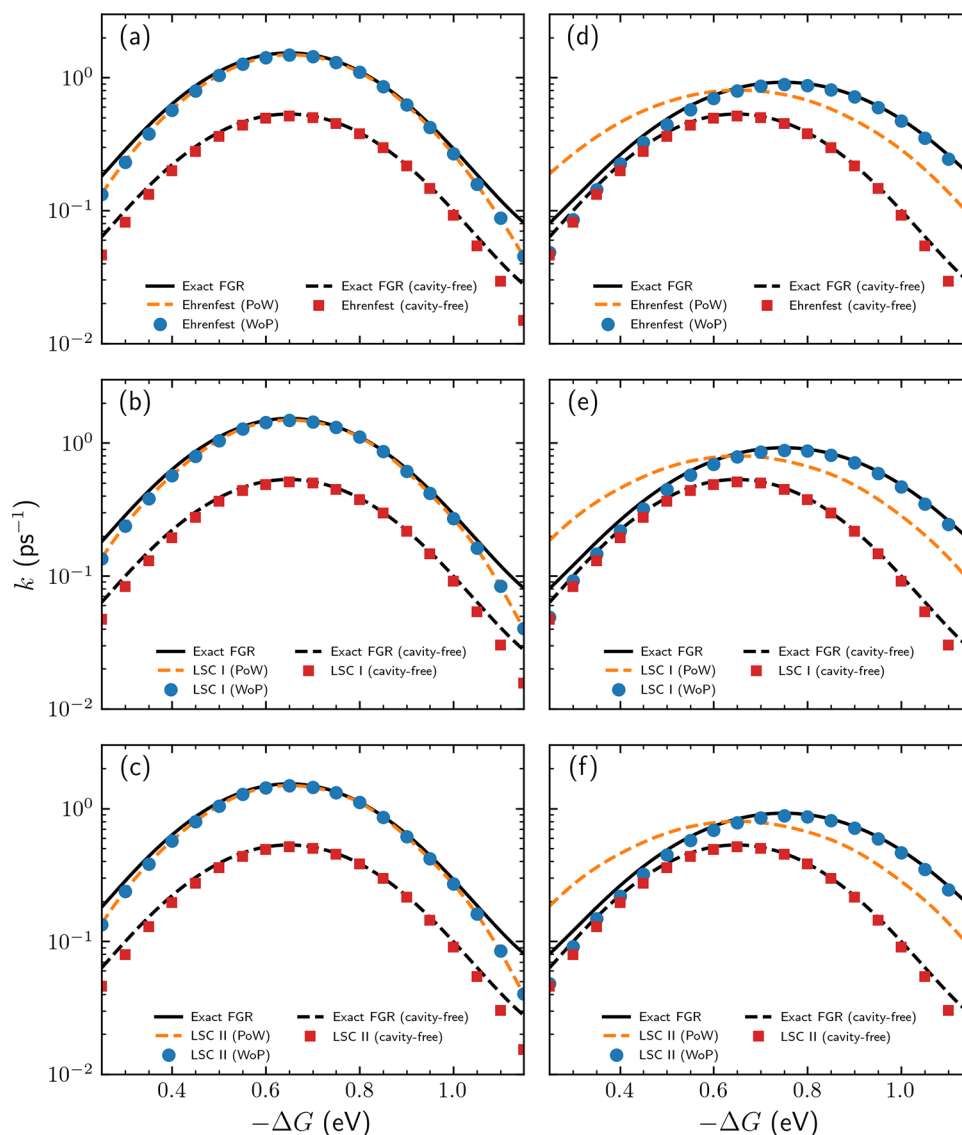 (a)
10^0
10^{-1}
10^{-2}
Exact FGR
Ehrenfest (PoW)
Ehrenfest (WoP)
Exact FGR (cavity-free)
Ehrenfest (cavity-free)
(d)
Exact FGR
Ehrenfest (PoW)
Ehrenfest (WoP)
Exact FGR (cavity-free)
Ehrenfest (cavity-free)
k (ps^{-1})
(b)
10^0
10^{-1}
10^{-2}
Exact FGR
LSC I (PoW)
LSC I (WoP)
Exact FGR (cavity-free)
LSC I (cavity-free)
(e)
Exact FGR
LSC I (PoW)
LSC I (WoP)
Exact FGR (cavity-free)
LSC I (cavity-free)
(c)
10^0
10^{-1}
10^{-2}
Exact FGR
LSC II (PoW)
LSC II (WoP)
Exact FGR (cavity-free)
LSC II (cavity-free)
(f)
Exact FGR
LSC II (PoW)
LSC II (WoP)
Exact FGR (cavity-free)
LSC II (cavity-free)
0.4 0.6 0.8 1.0
0.4 0.6 0.8 1.0
−ΔG (eV)
−ΔG (eV)